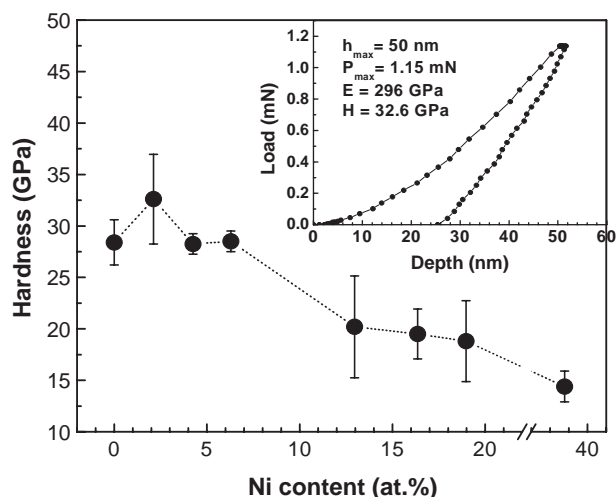 50
45
40
35
30
25
20
15
10
Hardness (GPa)
0
5
10
15
20
40
Ni content (at.%)
1.2
1.0
0.8
0.6
0.4
0.2
0.0
Load (mN)
h_max = 50 nm
P_max = 1.15 mN
E = 296 GPa
H = 32.6 GPa
0 10 20 30 40 50 60
Depth (nm)